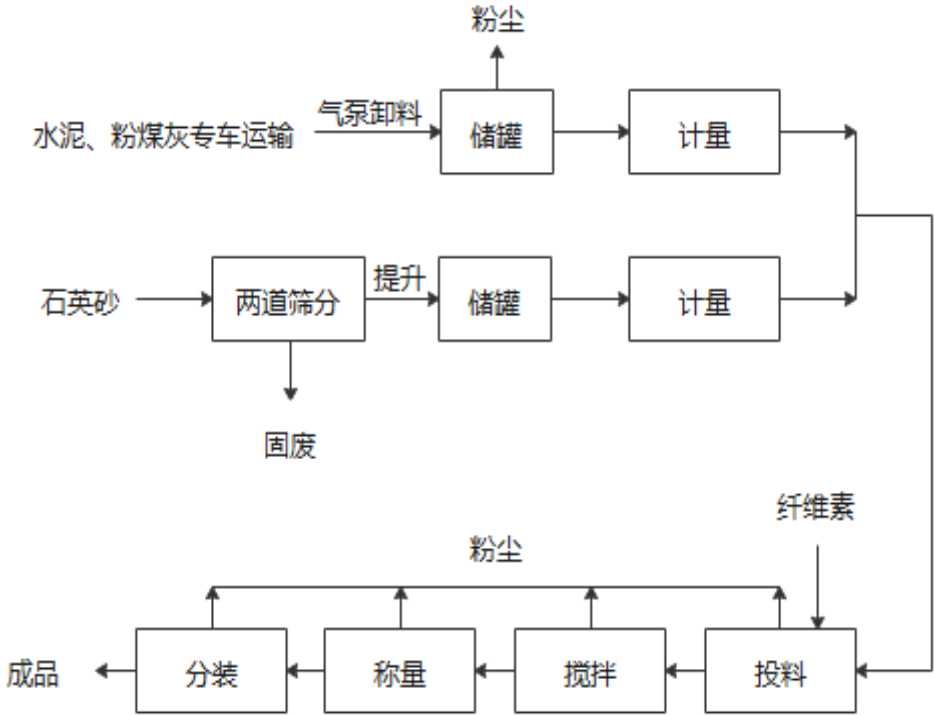 粉尘
水泥、粉煤灰专车运输
气泵卸料
储罐
计量
石英砂
两道筛分
提升
储罐
计量
固废
纤维素
粉尘
成品
分装
称量
搅拌
投料